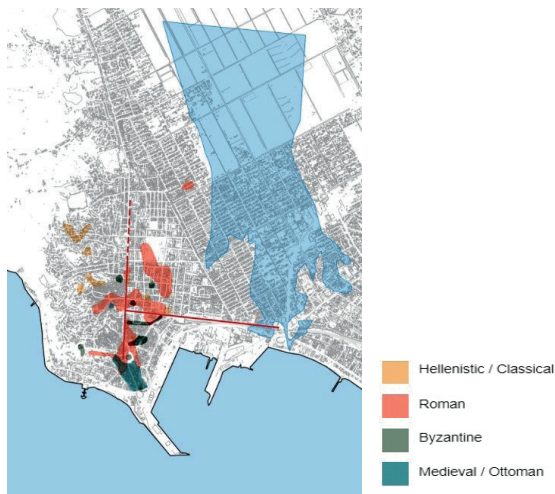 Hellenistic / Classical
Roman
Byzantine
Medieval / Ottoman